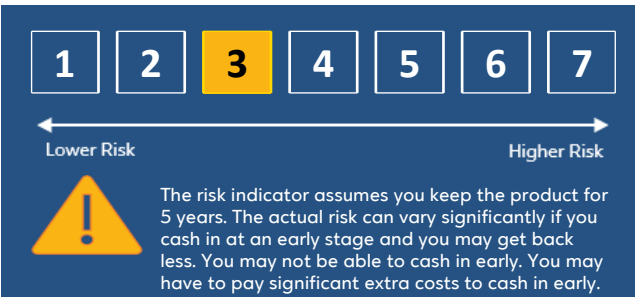 1 2 3 4 5 6 7
Lower Risk Higher Risk
The risk indicator assumes you keep the product for
5 years. The actual risk can vary significantly if you
cash in at an early stage and you may get back
less. You may not be able to cash in early. You may
have to pay significant extra costs to cash in early.